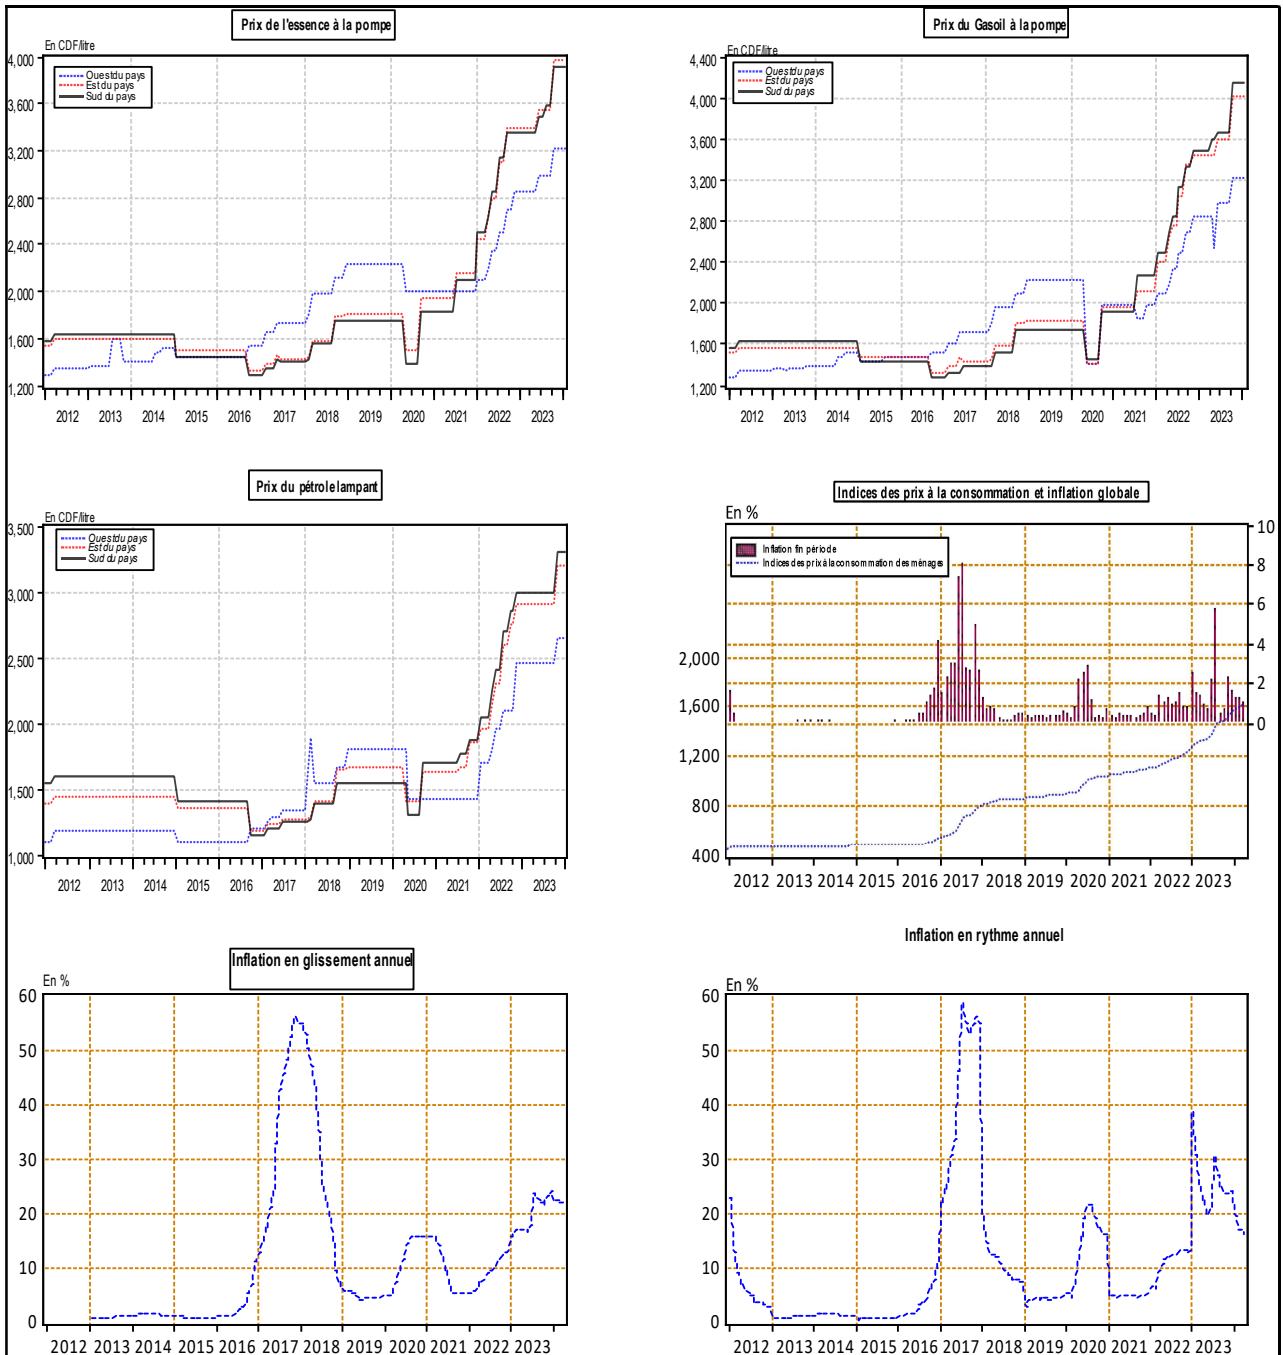 Prix de l'essence à la pompe
En CDF/litre
4,000
3,600
3,200
2,800
2,400
2,000
1,600
1,200
Ouestdu pays
Est du pays
Sud du pays
2012 2013 2014 2015 2016 2017 2018 2019 2020 2021 2022 2023
Prix du Gasoil à la pompe
En CDF/litre
4,400
4,000
3,600
3,200
2,800
2,400
2,000
1,600
1,200
Ouestdu pays
Est du pays
Sud du pays
2012 2013 2014 2015 2016 2017 2018 2019 2020 2021 2022 2023
Prix du pétrole lampant
En CDF/litre
3,500
3,000
2,500
2,000
1,500
1,000
Ouestdu pays
Est du pays
Sud du pays
2012 2013 2014 2015 2016 2017 2018 2019 2020 2021 2022 2023
Indices des prix à la consommation et inflation globale
En %
Inflation fin période
Indices des prix à la consommation des ménages
2,000
1,600
1,200
800
400
10
8
6
4
2
0
2012 2013 2014 2015 2016 2017 2018 2019 2020 2021 2022 2023
Inflation en glissement annuel
En %
60
50
40
30
20
10
0
2012 2013 2014 2015 2016 2017 2018 2019 2020 2021 2022 2023
Inflation en rythme annuel
En %
60
50
40
30
20
10
0
2012 2013 2014 2015 2016 2017 2018 2019 2020 2021 2022 2023